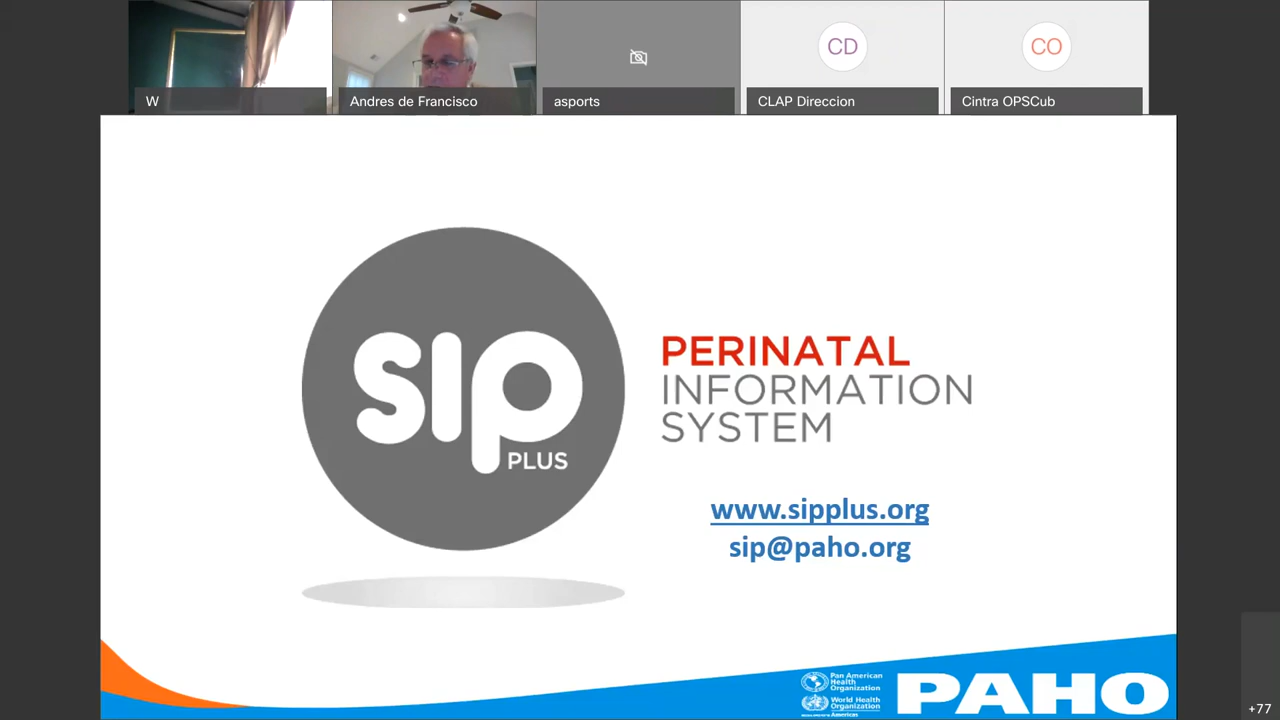 W
Andres de Francisco
asports
CD
CLAP Direccion
CO
Cintra OPSCub
sip
PLUS
PERINATAL
INFORMATION
SYSTEM
www.sipplus.org
sip@paho.org
Pan American
Health
Organization
World Health
Organization
Americas
PAHO
+77